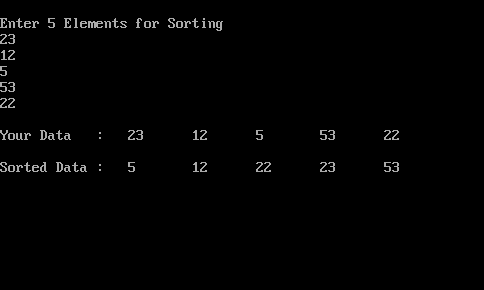 Enter 5 Elements for Sorting
23
12
5
53
22
Your Data : 23 12 5 53 22
Sorted Data : 5 12 22 23 53